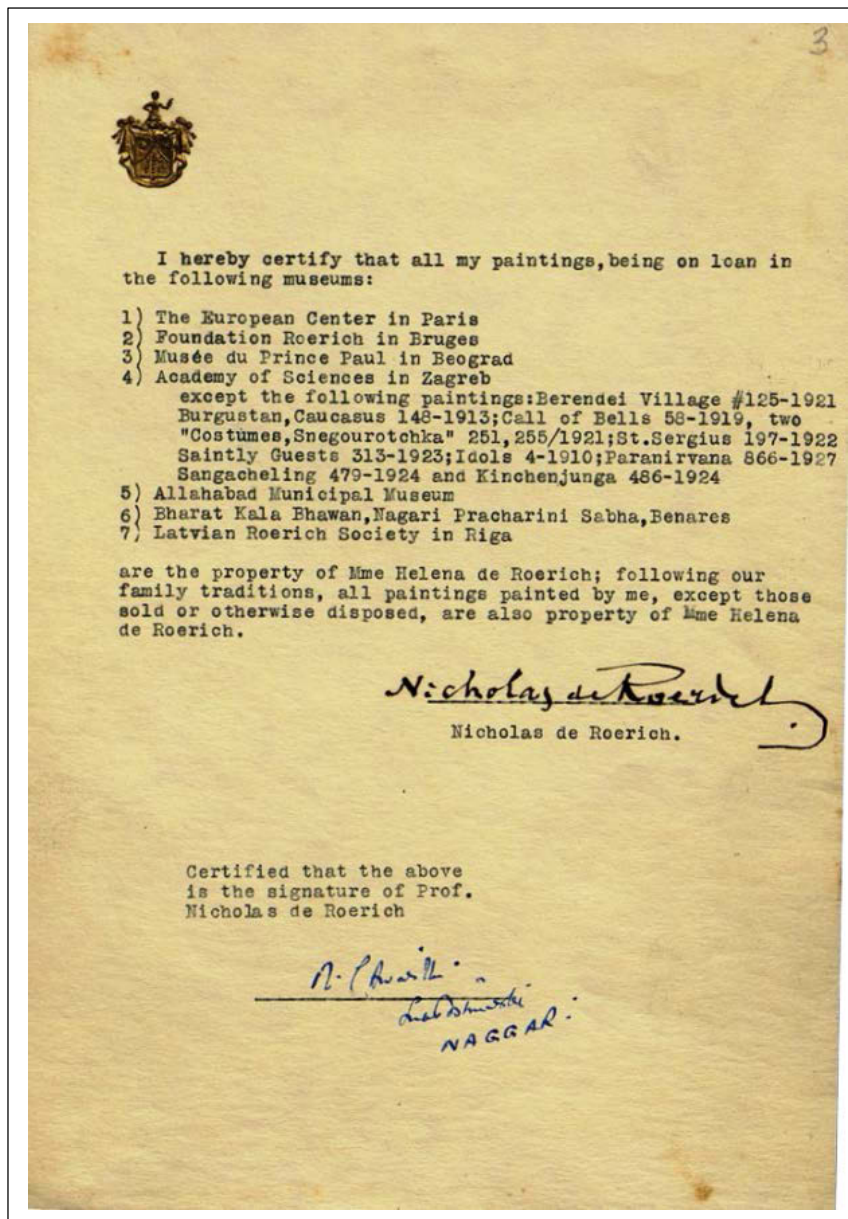 3
I hereby certify that all my paintings,being on loan in
the following museums:
1) The European Center in Paris
2) Foundation Roerich in Bruges
3) Musée du Prince Paul in Beograd
4) Academy of Sciences in Zagreb
except the following paintings:Berendei Village #125-1921
Burgustan,Caucasus 148-1913;Call of Bells 58-1919, two
"Costumes,Snegourotchka" 251,255/1921;St.Sergius 197-1922
Saintly Guests 313-1923;Idols 4-1910;Paranirvana 866-1927
Sangacheling 479-1924 and Kinchenjunga 486-1924
5) Allahabad Municipal Museum
6) Bharat Kala Bhawan,Nagari Pracharini Sabha,Benares
7) Latvian Roerich Society in Riga
are the property of Mme Helena de Roerich; following our
family traditions, all paintings painted by me, except those
sold or otherwise disposed, are also property of Mme Helena
de Roerich.
Nicholas de Roerich
Nicholas de Roerich.
Certified that the above
is the signature of Prof.
Nicholas de Roerich
NAGGAR.